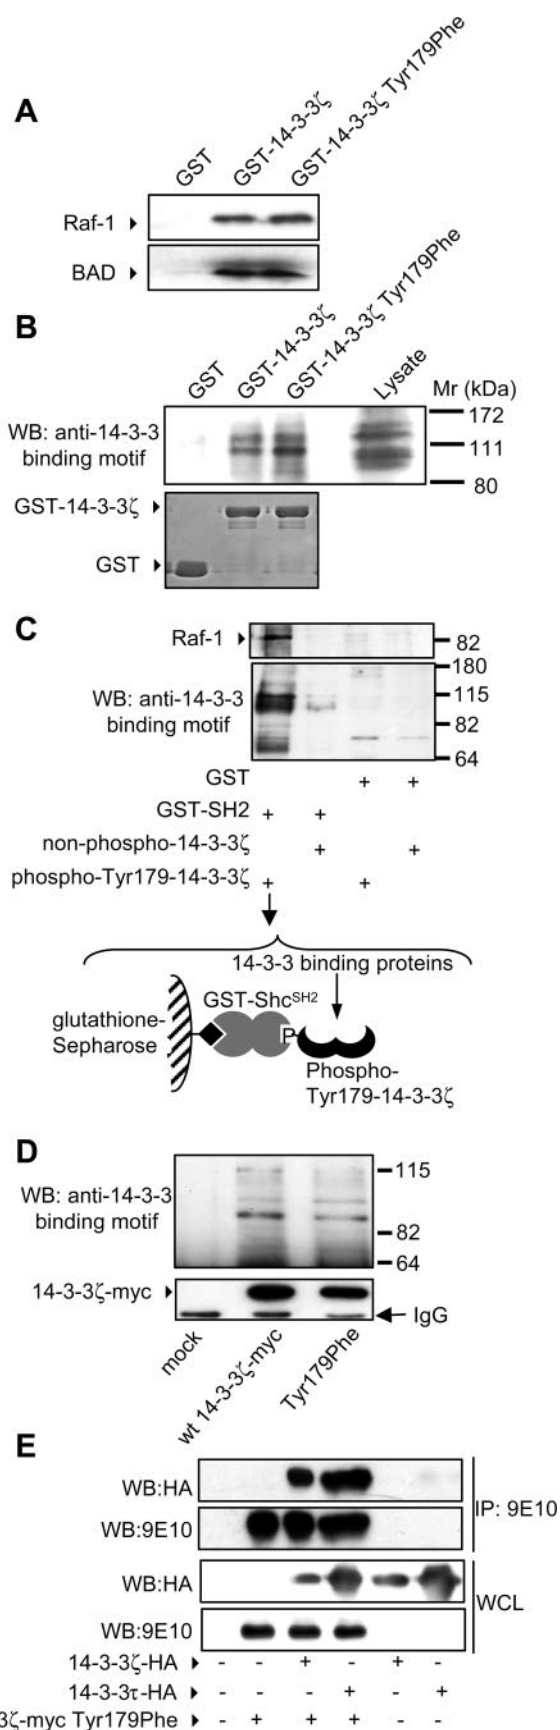 A
GST
GST-14-3-3ζ
GST-14-3-3ζ Tyr179Phe
Raf-1
BAD
B
GST
GST-14-3-3ζ
GST-14-3-3ζ Tyr179Phe
Lysate
Mr (kDa)
WB: anti-14-3-3
binding motif
172
111
80
GST-14-3-3ζ
GST
C
Raf-1
82
180
WB: anti-14-3-3
binding motif
115
82
64
GST + +
GST-SH2 + +
non-phospho-14-3-3ζ + +
phospho-Tyr179-14-3-3ζ + +
14-3-3 binding proteins
GST-Shc^SH2
glutathione-
Sepharose
P
Phospho-
Tyr179-14-3-3ζ
D
WB: anti-14-3-3
binding motif
115
82
64
14-3-3ζ-myc
IgG
mock
wt 14-3-3ζ-myc
Tyr179Phe
E
WB:HA
WB:9E10
IP: 9E10
WB:HA
WB:9E10
WCL
14-3-3ζ-HA - - + - + -
14-3-3τ-HA - - - + - +
3ζ-myc Tyr179Phe - + + + - -